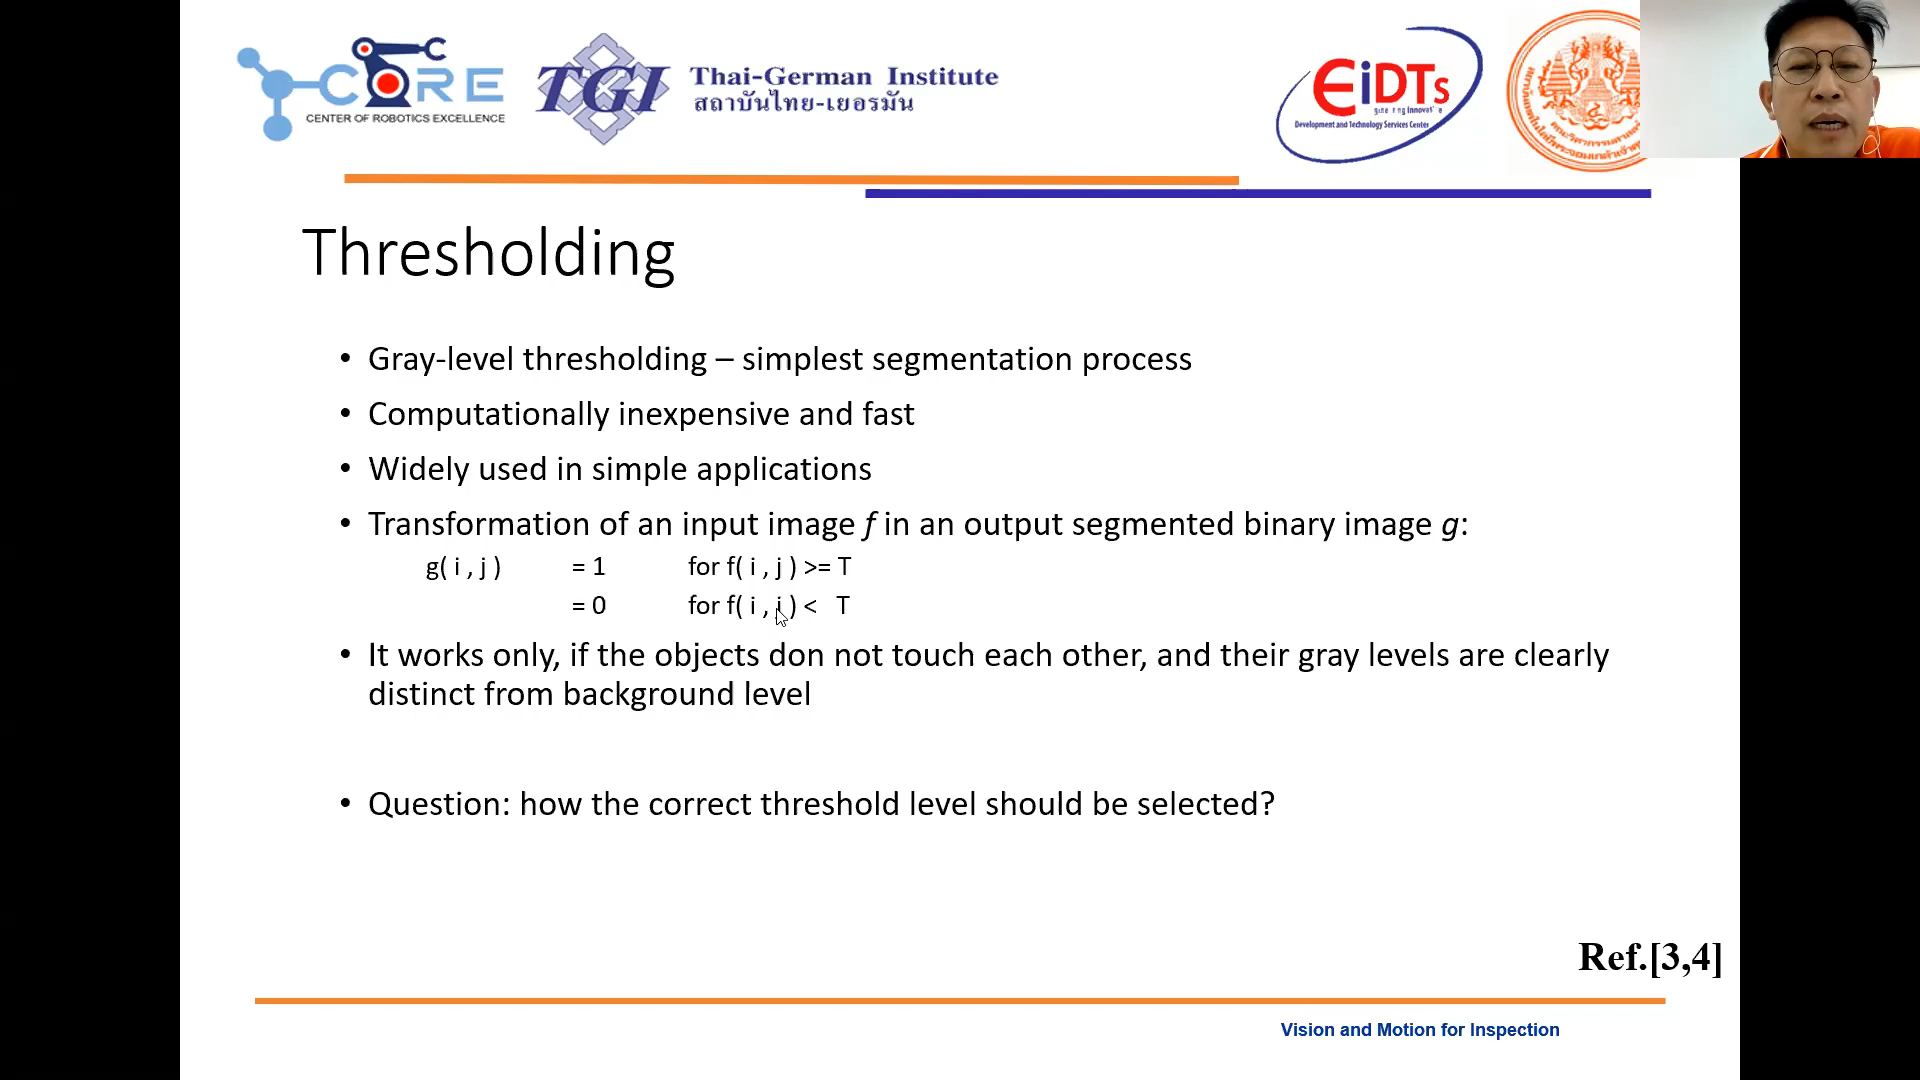 CORE
CENTER OF ROBOTICS EXCELLENCE
TGI
Thai-German Institute
สถาบันไทย-เยอรมัน
EiDTs
Development and Technology Services Center
Thresholding
• Gray-level thresholding – simplest segmentation process
• Computationally inexpensive and fast
• Widely used in simple applications
• Transformation of an input image f in an output segmented binary image g:
g( i , j ) = 1 for f( i , j ) >= T
= 0 for f( i , j ) < T
• It works only, if the objects don not touch each other, and their gray levels are clearly
distinct from background level
• Question: how the correct threshold level should be selected?
Ref.[3,4]
Vision and Motion for Inspection